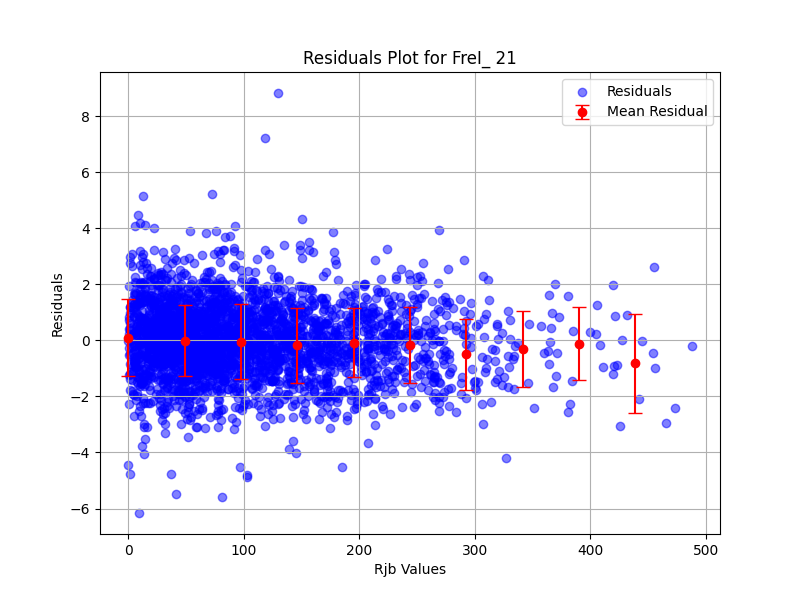 Residuals Plot for FreI_ 21
Residuals
Mean Residual
8
6
4
2
0
−2
−4
−6
Residuals
0 100 200 300 400 500
Rjb Values